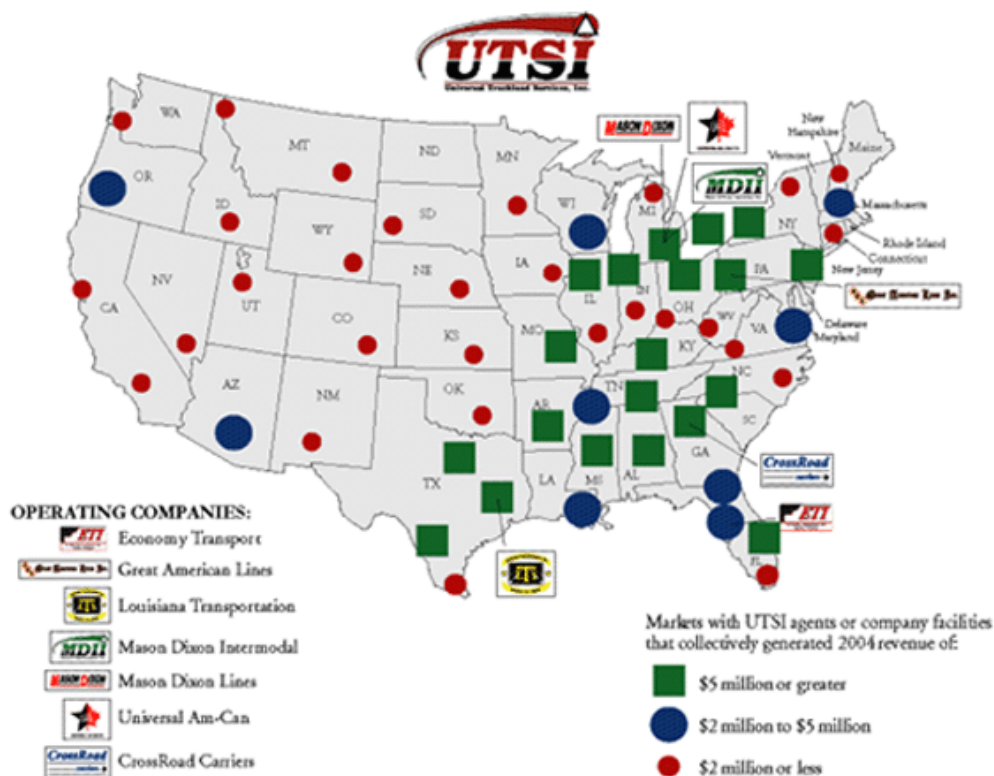 UTSI
Universal Truckload Services, Inc.
MASON DIXON
MDII
New Hampshire
Vermont
Maine
WA
MT
ND
MN
OR
ID
SD
WI
MI
NY
Massachusetts
WY
Rhode Island
Connecticut
IA
NE
PA
New Jersey
NV
UT
IL
IN
OH
CA
CO
WV
VA
Delaware
Maryland
KS
MO
KY
AZ
NM
OK
TN
NC
AR
SC
GA
CrossRoad
carriers
TX
LA
MS
AL
ETI
FL
LTS
OPERATING COMPANIES:
ETI Economy Transport
Great American Lines
LTS Louisiana Transportation
MDII Mason Dixon Intermodal
MASON DIXON Mason Dixon Lines
Universal Am-Can
CrossRoad carriers CrossRoad Carriers
Markets with UTSI agents or company facilities
that collectively generated 2004 revenue of:
$5 million or greater
$2 million to $5 million
$2 million or less